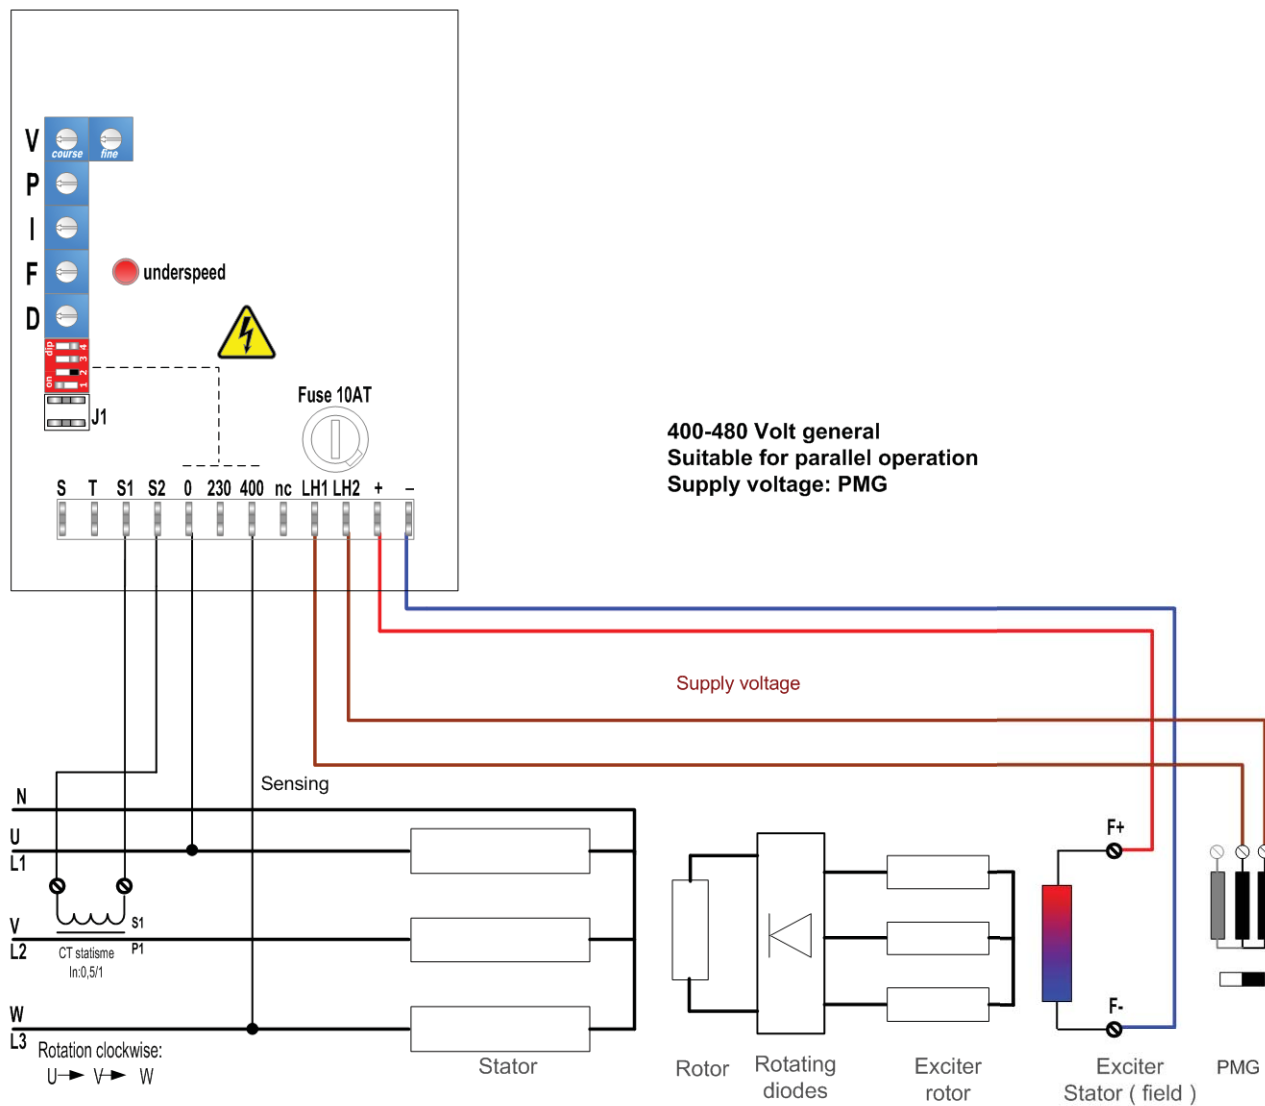 V
course
fine
P
I
F
underspeed
D
dip
on
1 2 3 4
J1
Fuse 10AT
400-480 Volt general
Suitable for parallel operation
Supply voltage: PMG
S T S1 S2 0 230 400 nc LH1 LH2 + –
Supply voltage
Sensing
N
U
L1
V
L2
S1
P1
CT statisme
In:0,5/1
W
L3
Rotation clockwise:
U V W
Stator
Rotor
Rotating
diodes
Exciter
rotor
F+
F-
Exciter
Stator ( field )
PMG